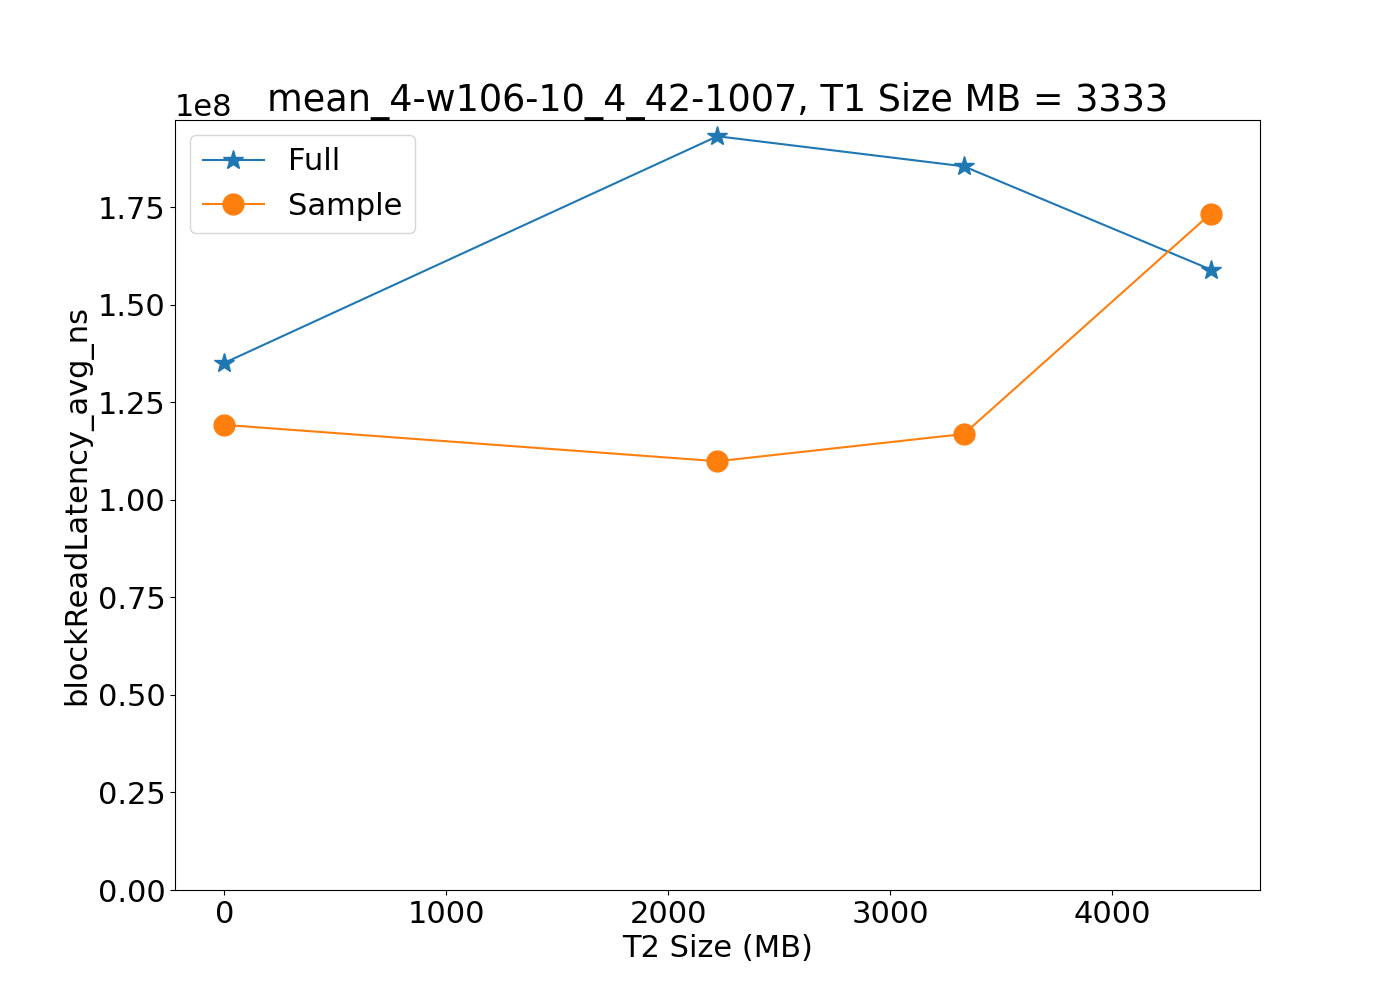 1e8
mean_4-w106-10_4_42-1007, T1 Size MB = 3333
Full
Sample
blockReadLatency_avg_ns
1.75
1.50
1.25
1.00
0.75
0.50
0.25
0.00
0 1000 2000 3000 4000
T2 Size (MB)